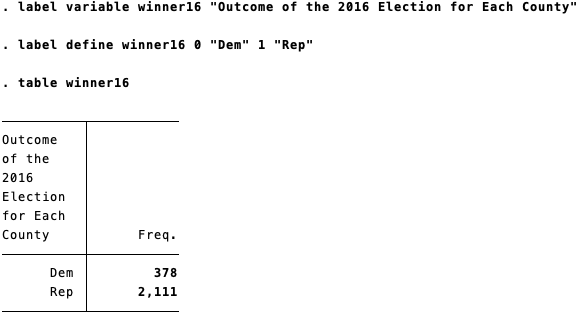 . label variable winner16 "Outcome of the 2016 Election for Each County"
. label define winner16 0 "Dem" 1 "Rep"
. table winner16
Outcome
of the
2016
Election
for Each
County Freq.
Dem 378
Rep 2,111